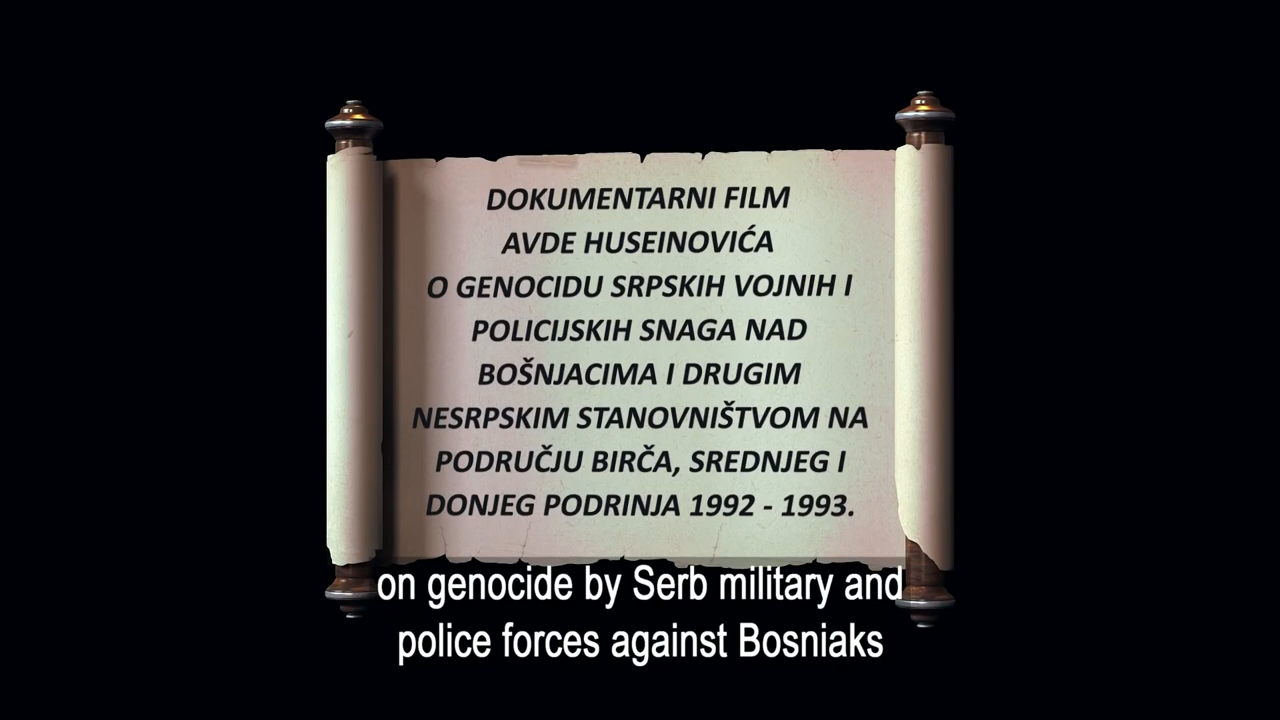 DOKUMENTARNI FILM
AVDE HUSEINOVIĆA
O GENOCIDU SRPSKIH VOJNIH I
POLICIJSKIH SNAGA NAD
BOŠNJACIMA I DRUGIM
NESRPSKIM STANOVNIŠTVOM NA
PODRUČJU BIRČA, SREDNJEG I
DONJEG PODRINJA 1992 - 1993.
on genocide by Serb military and
police forces against Bosniaks